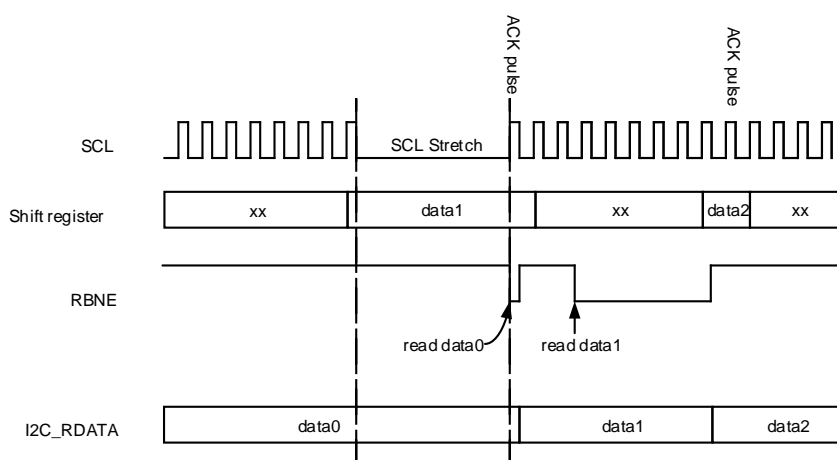 ACK pulse
ACK pulse
SCL
SCL Stretch
Shift register
xx
data1
xx
data2
xx
RBNE
read data0
read data1
I2C_RDATA
data0
data1
data2